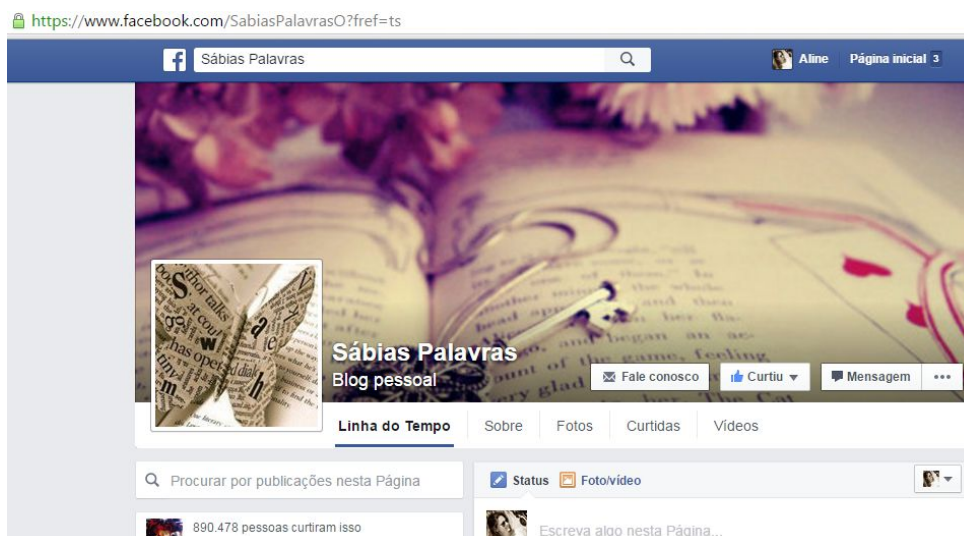 https://www.facebook.com/SabiasPalavrasO?fref=ts
f Sábias Palavras Aline Página inicial 3
Sábias Palavras
Blog pessoal
Fale conosco Curtiu Mensagem •••
Linha do Tempo Sobre Fotos Curtidas Vídeos
Procurar por publicações nesta Página
Status Foto/vídeo
890.478 pessoas curtiram isso
Escreva algo nesta Página...